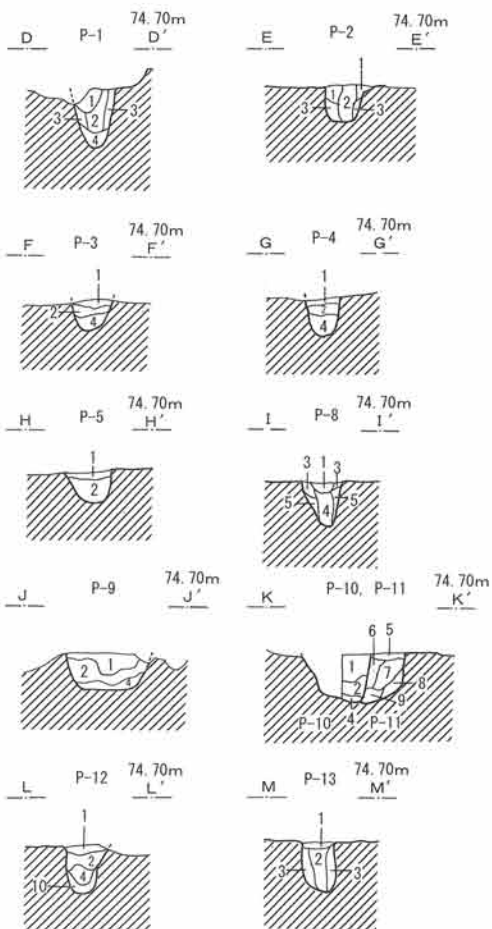 D P-1 74.70m D′
1
2
3 3
4
E P-2 74.70m E′
1
1
2
3 3
F P-3 74.70m F′
1
2
4
G P-4 74.70m G′
1
4
H P-5 74.70m H′
1
2
I P-8 74.70m I′
3 1 3
5 5
4
J P-9 74.70m J′
2 1
4
K P-10, P-11 74.70m K′
6 5
1
7
2 8
9
P-10 4 P-11
L P-12 74.70m L′
1
2
4
10
M P-13 74.70m M′
1
2
3 3